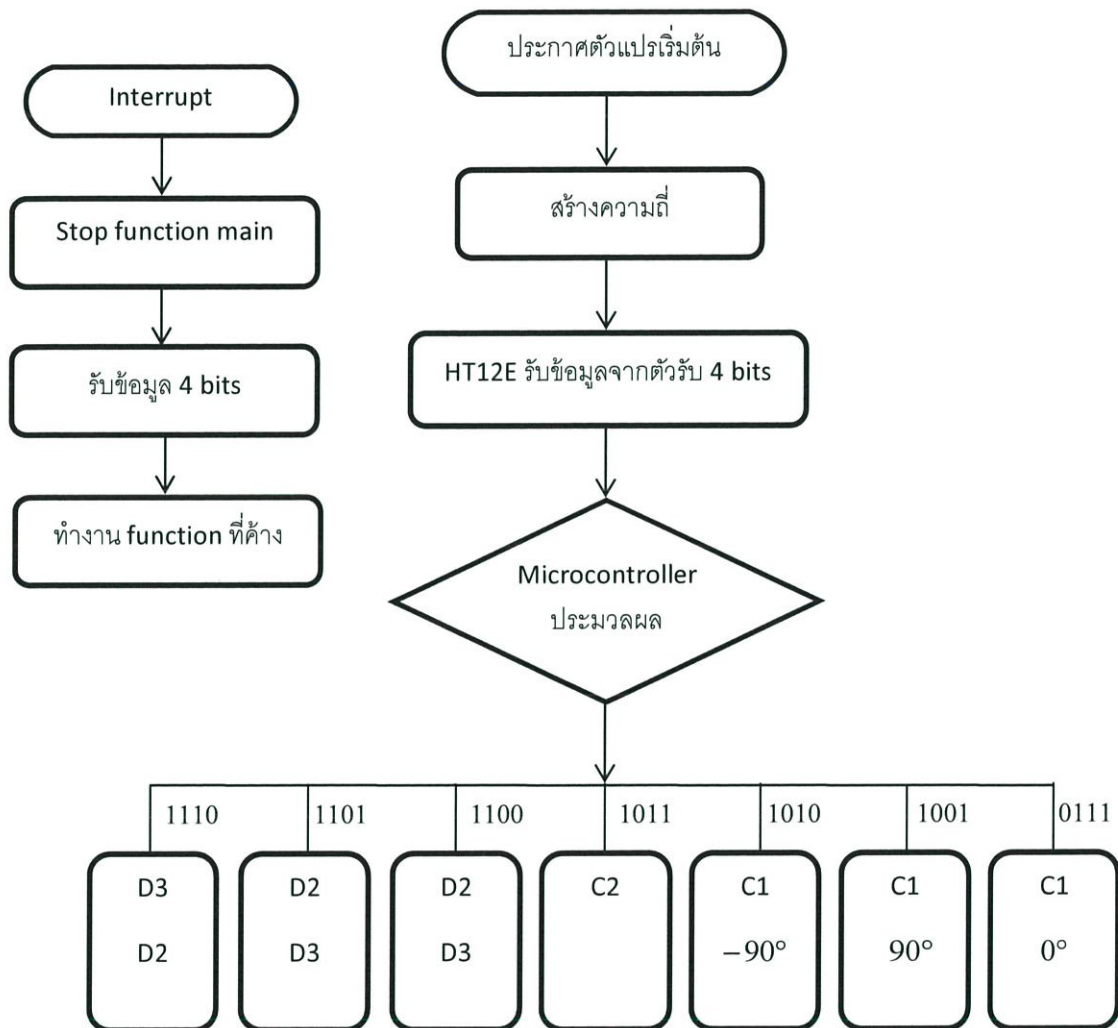 Interrupt
Stop function main
รับข้อมูล 4 bits
ทำงาน function ที่ค้าง
ประกาศตัวแปรเริ่มต้น
สร้างความถี่
HT12E รับข้อมูลจากตัวรับ 4 bits
Microcontroller
ประมวลผล
1110 1101 1100 1011 1010 1001 0111
D3 D2 D2 C2 C1 C1 C1
D2 D3 D3 −90° 90° 0°